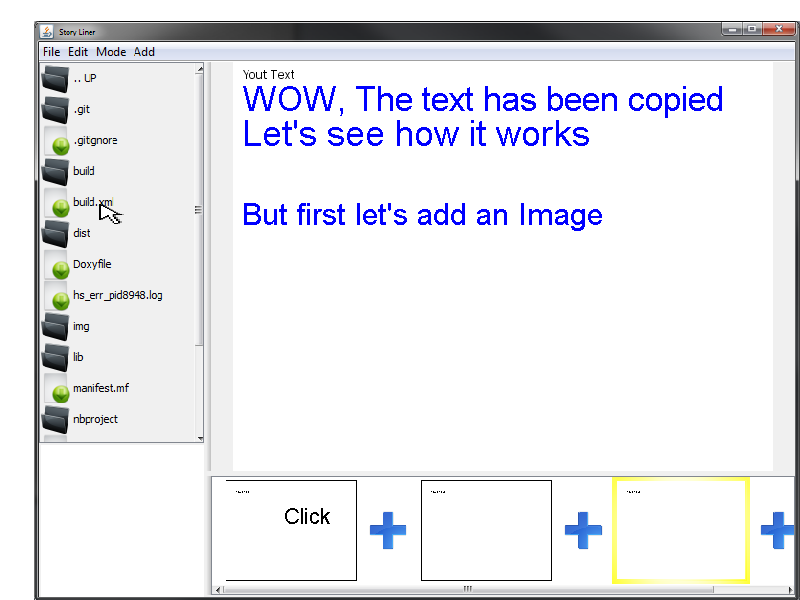 Story Liner
File Edit Mode Add
.. UP
.git
.gitgnore
build
build.xml
dist
Doxyfile
hs_err_pid8948.log
img
lib
manifest.mf
nbproject
Yout Text
WOW, The text has been copied
Let's see how it works
But first let's add an Image
Click